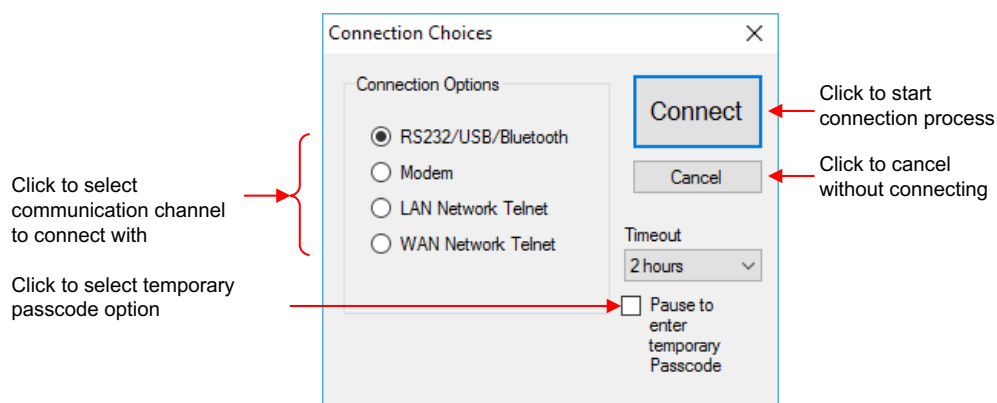 Connection Choices
Connection Options
RS232/USB/Bluetooth
Modem
LAN Network Telnet
WAN Network Telnet
Connect
Cancel
Timeout
2 hours
Pause to
enter
temporary
Passcode
Click to select
communication channel
to connect with
Click to select temporary
passcode option
Click to start
connection process
Click to cancel
without connecting